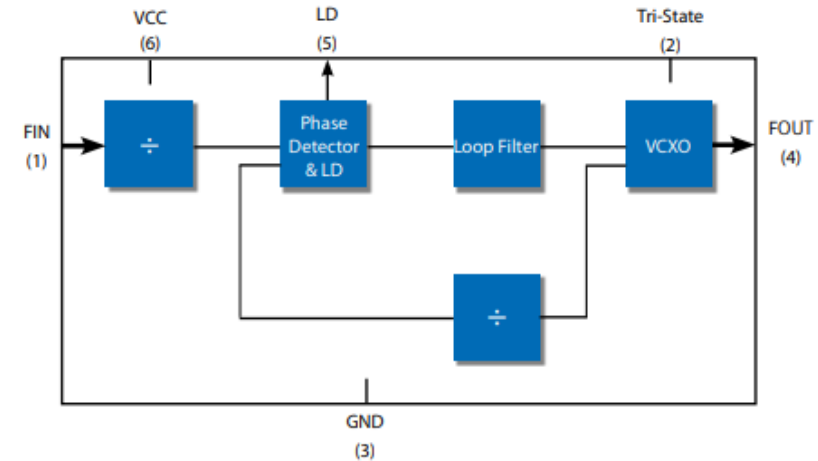 VCC
(6)
LD
(5)
Tri-State
(2)
FIN
(1)
÷
Phase
Detector
& LD
Loop Filter
VCXO
FOUT
(4)
÷
GND
(3)